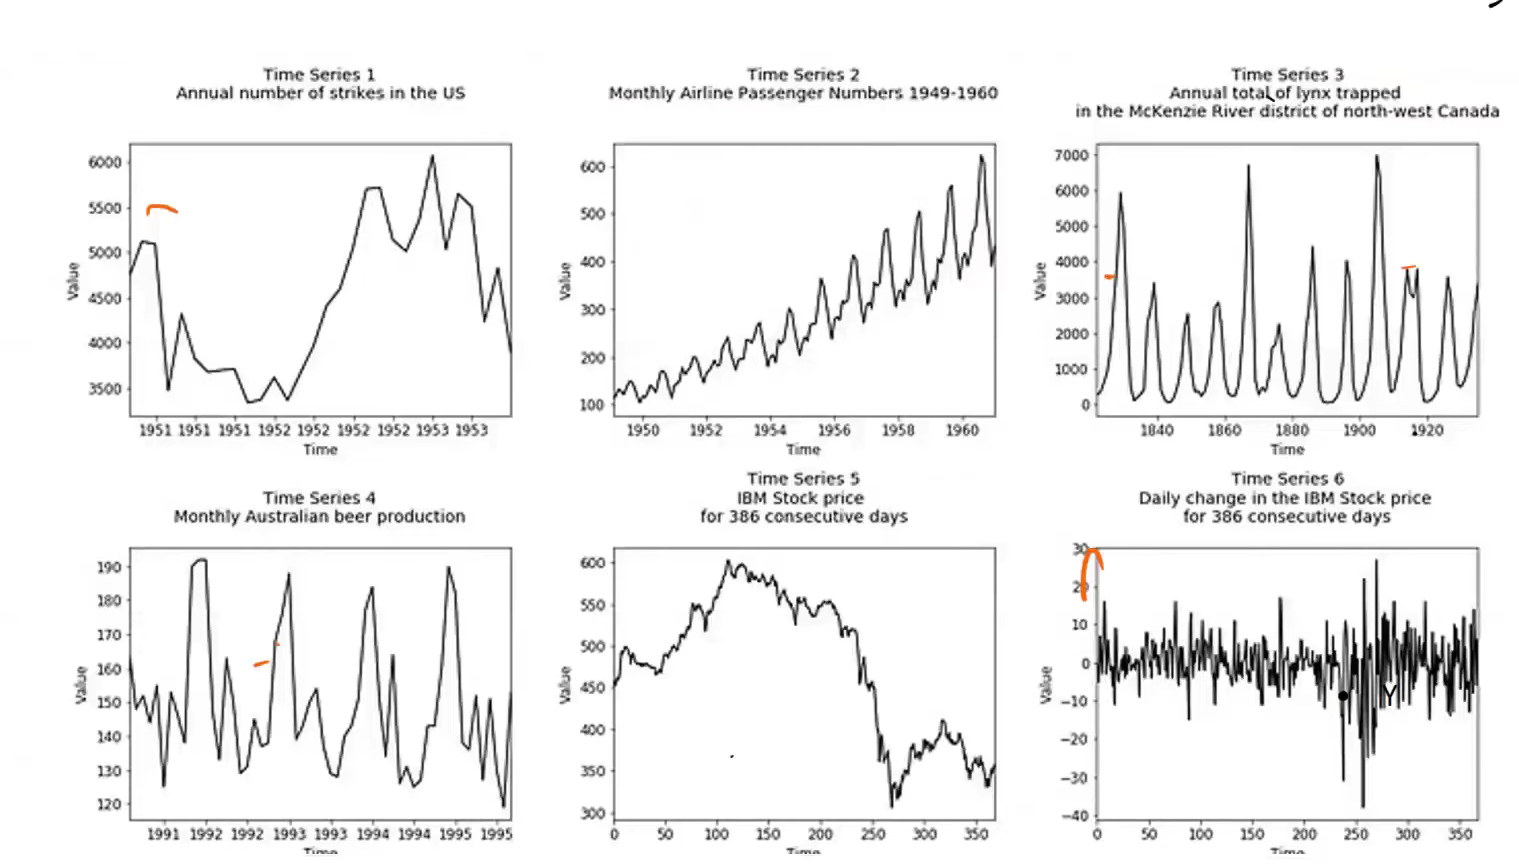 Time Series 1
Annual number of strikes in the US
Value
6000
5500
5000
4500
4000
3500
1951 1951 1951 1952 1952 1952 1952 1953 1953
Time
Time Series 2
Monthly Airline Passenger Numbers 1949-1960
Value
600
500
400
300
200
100
1950 1952 1954 1956 1958 1960
Time
Time Series 3
Annual total of lynx trapped
in the McKenzie River district of north-west Canada
Value
7000
6000
5000
4000
3000
2000
1000
0
1840 1860 1880 1900 1920
Time
Time Series 4
Monthly Australian beer production
Value
190
180
170
160
150
140
130
120
1991 1992 1992 1993 1993 1994 1994 1995 1995
Time
Time Series 5
IBM Stock price
for 386 consecutive days
Value
600
550
500
450
400
350
300
0 50 100 150 200 250 300 350
Time
Time Series 6
Daily change in the IBM Stock price
for 386 consecutive days
Value
30
20
10
0
−10
−20
−30
−40
Y
0 50 100 150 200 250 300 350
Time